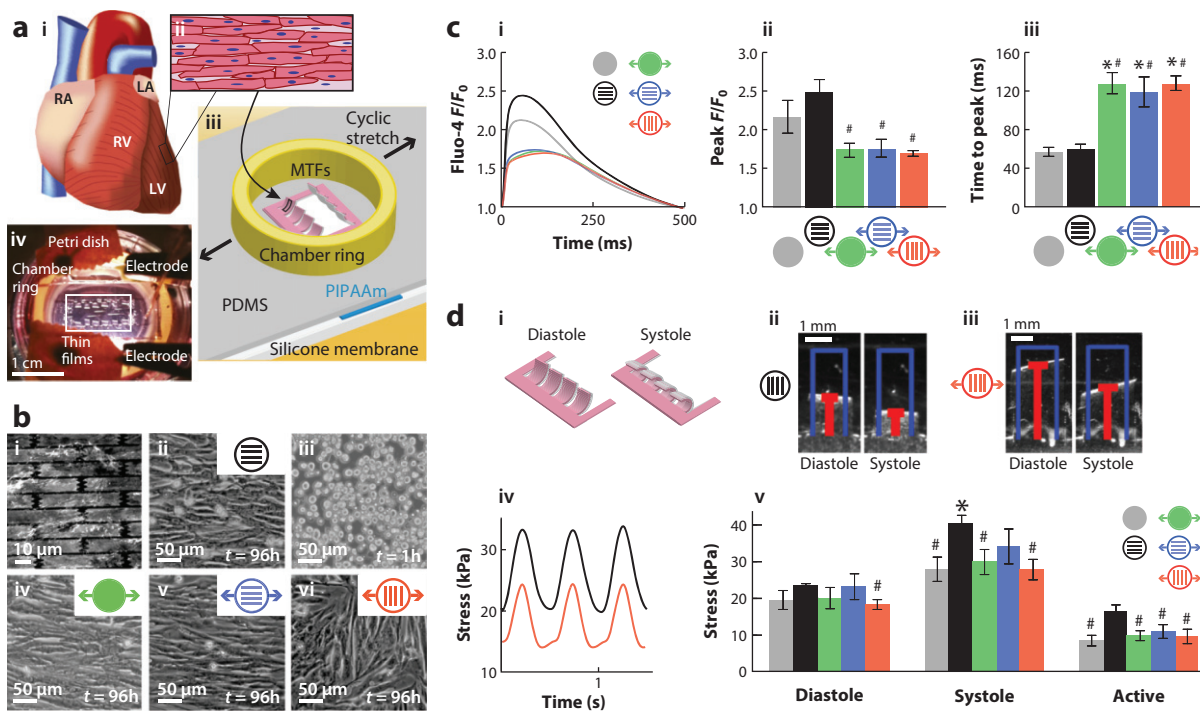 a
i
ii
iii
iv
RA
LA
RV
LV
Cyclic
stretch
MTFs
Chamber ring
PIPAAm
PDMS
Silicone membrane
Petri dish
Chamber
ring
Electrode
Thin
films
Electrode
1 cm
b
i
10 μm
ii
50 μm
t = 96h
iii
50 μm
t = 1h
iv
50 μm
t = 96h
v
50 μm
t = 96h
vi
50 μm
t = 96h
c
i
Fluo-4 F/F0
3.0
2.5
2.0
1.5
1.0
0
250
500
Time (ms)
ii
Peak F/F0
3.0
2.5
2.0
1.5
1.0
# # #
iii
Time to peak (ms)
160
120
80
40
0
*# *# *#
d
i
Diastole
Systole
ii
1 mm
Diastole
Systole
iii
1 mm
Diastole
Systole
iv
Stress (kPa)
40
30
20
10
1
Time (s)
v
Stress (kPa)
40
30
20
10
0
#
# * # #
# # # #
Diastole
Systole
Active